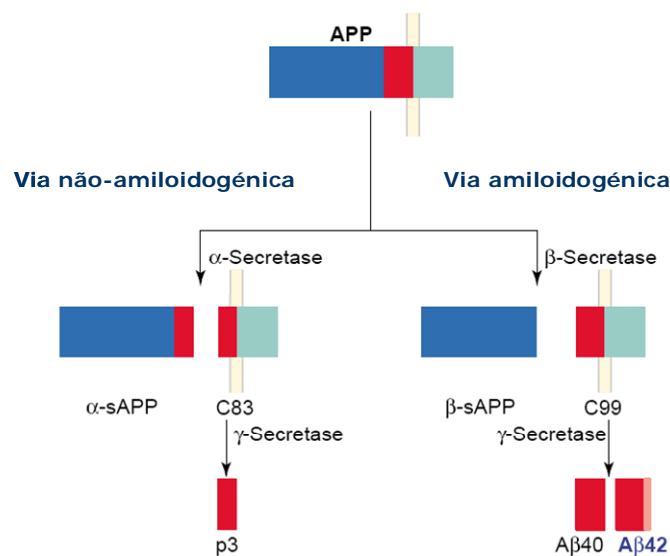 APP
Via não-amiloidogénica
Via amiloidogénica
α-Secretase
β-Secretase
α-sAPP
C83
β-sAPP
C99
γ-Secretase
γ-Secretase
p3
Aβ40
Aβ42